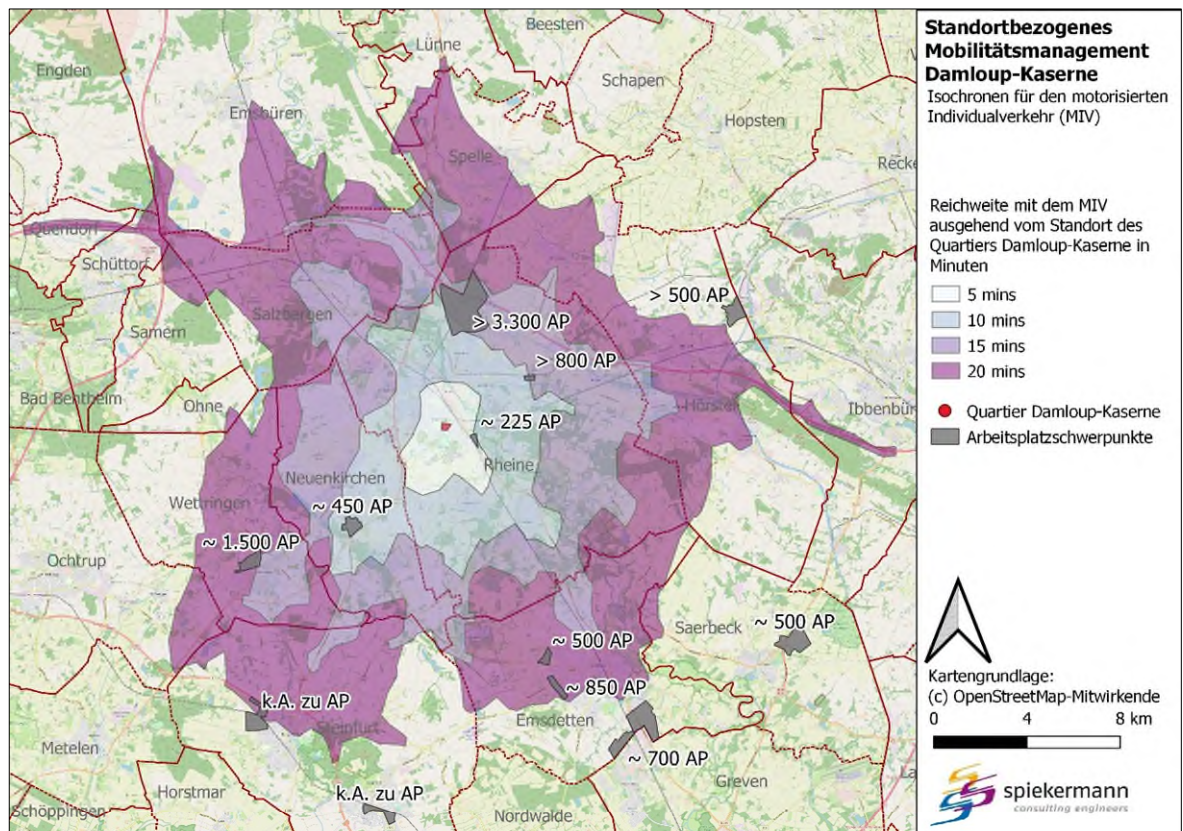 Standortbezogenes
Mobilitätsmanagement
Damloup-Kaserne
Isochronen für den motorisierten
Individualverkehr (MIV)
Reichweite mit dem MIV
ausgehend vom Standort des
Quartiers Damloup-Kaserne in
Minuten
5 mins
10 mins
15 mins
20 mins
Quartier Damloup-Kaserne
Arbeitsplatzschwerpunkte
Kartengrundlage:
(c) OpenStreetMap-Mitwirkende
0 4 8 km
spiekermann
consulting engineers
Beesten
Lünne
Engden
Schapen
Emsbüren
Hopsten
Spelle
Recke
Quendorf
Schüttorf
> 500 AP
Salzbergen
> 3.300 AP
Samern
> 800 AP
Bad Bentheim
Ohne
Hörstel
Ibbenbür
~ 225 AP
Rheine
Neuenkirchen
Wettringen
~ 450 AP
~ 1.500 AP
Ochtrup
~ 500 AP
Saerbeck
~ 500 AP
~ 850 AP
k.A. zu AP
Emsdetten
Steinfurt
Metelen
~ 700 AP
Greven
Horstmar
k.A. zu AP
Schöppingen
Nordwalde
La